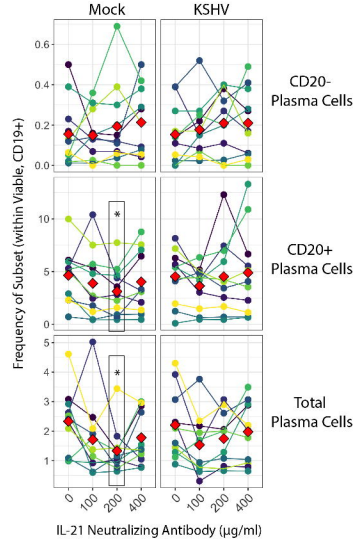 Mock KSHV
Frequency of Subset (within Viable, CD19+)
0.6
0.4
0.2
0.0
CD20-
Plasma Cells
10
5
0
*
CD20+
Plasma Cells
5
4
3
2
1
*
Total
Plasma Cells
0 100 200 400 0 100 200 400
IL-21 Neutralizing Antibody (µg/ml)